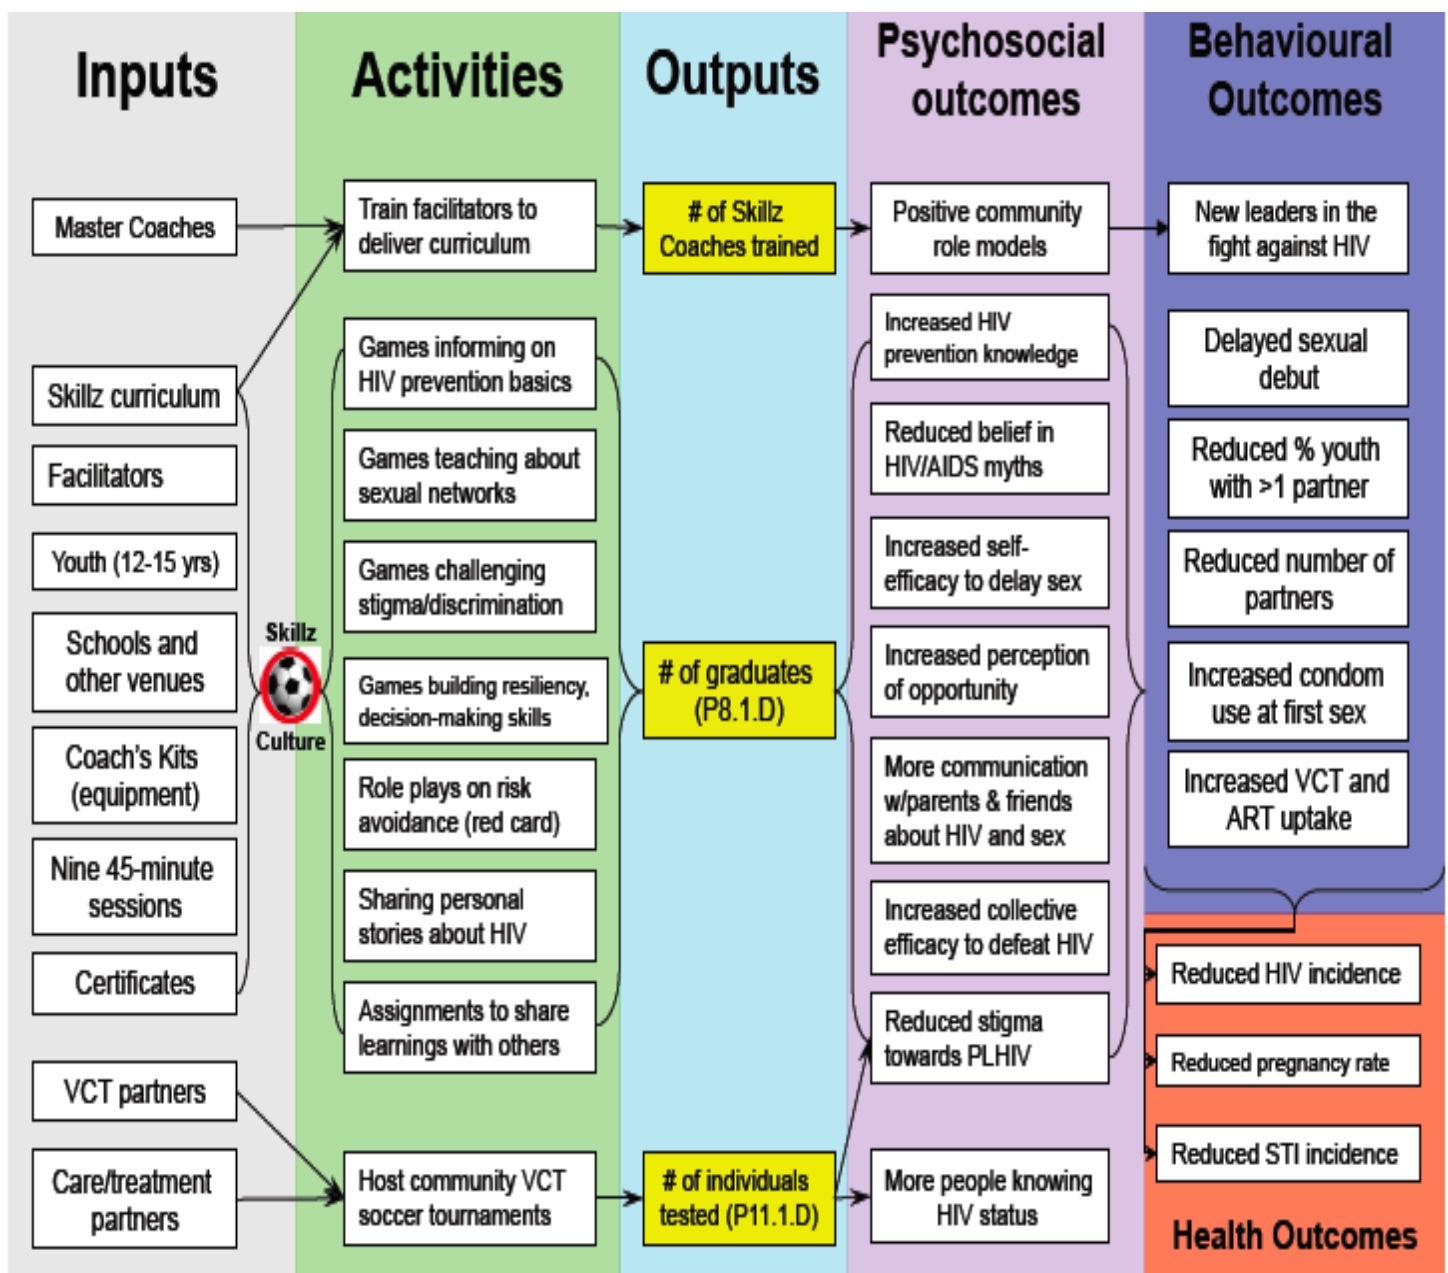 Inputs
Activities
Outputs
Psychosocial
outcomes
Behavioural
Outcomes
Master Coaches
Skillz curriculum
Facilitators
Youth (12-15 yrs)
Schools and
other venues
Coach's Kits
(equipment)
Nine 45-minute
sessions
Certificates
VCT partners
Care/treatment
partners
Skillz
Culture
Train facilitators to
deliver curriculum
Games informing on
HIV prevention basics
Games teaching about
sexual networks
Games challenging
stigma/discrimination
Games building resiliency,
decision-making skills
Role plays on risk
avoidance (red card)
Sharing personal
stories about HIV
Assignments to share
learnings with others
Host community VCT
soccer tournaments
# of Skillz
Coaches trained
# of graduates
(P8.1.D)
# of individuals
tested (P11.1.D)
Positive community
role models
Increased HIV
prevention knowledge
Reduced belief in
HIV/AIDS myths
Increased self-
efficacy to delay sex
Increased perception
of opportunity
More communication
w/parents & friends
about HIV and sex
Increased collective
efficacy to defeat HIV
Reduced stigma
towards PLHIV
More people knowing
HIV status
New leaders in the
fight against HIV
Delayed sexual
debut
Reduced % youth
with >1 partner
Reduced number of
partners
Increased condom
use at first sex
Increased VCT and
ART uptake
Reduced HIV incidence
Reduced pregnancy rate
Reduced STI incidence
Health Outcomes